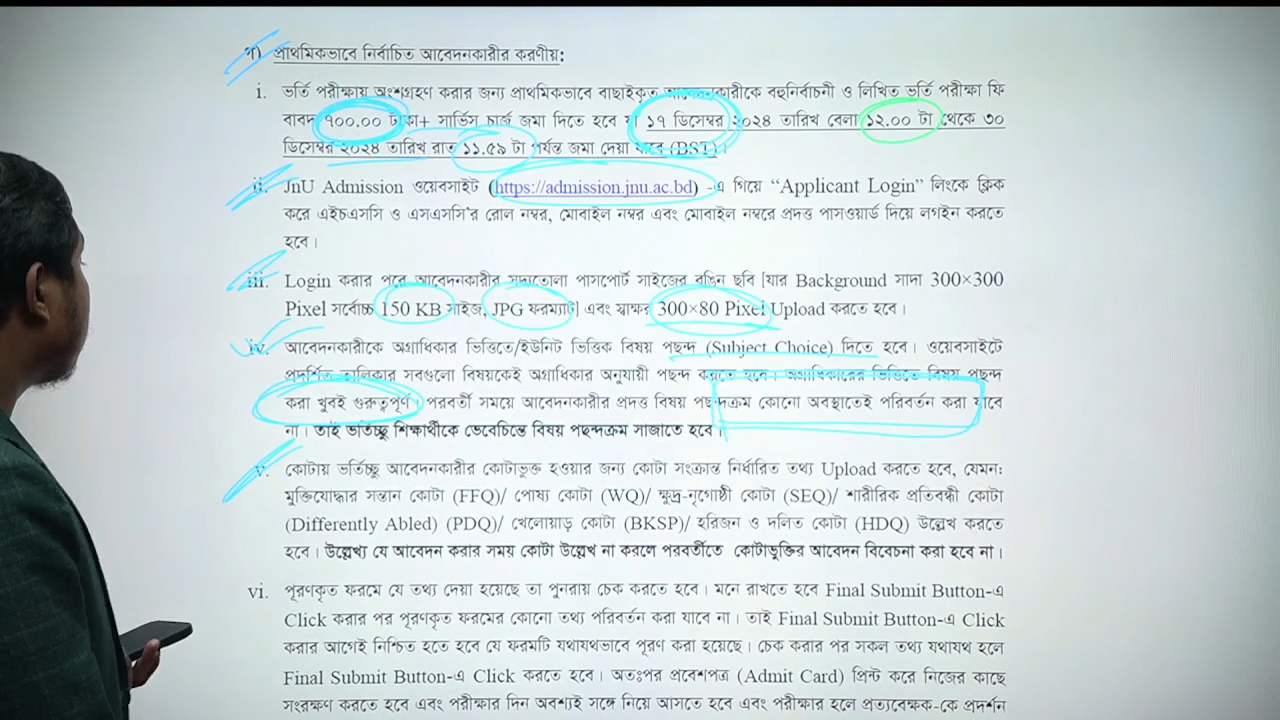 গ) প্রাথমিকভাবে নির্বাচিত আবেদনকারীর করণীয়:
i. ভর্তি পরীক্ষায় অংশগ্রহণ করার জন্য প্রাথমিকভাবে বাছাইকৃত আবেদনকারীকে বহুনির্বাচনী ও লিখিত ভর্তি পরীক্ষা ফি
বাবদ ৭০০.০০ টাকা+ সার্ভিস চার্জ জমা দিতে হবে যা ১৭ ডিসেম্বর ২০২৪ তারিখ বেলা ১২.০০ টা থেকে ৩০
ডিসেম্বর ২০২৪ তারিখ রাত ১১.৫৯ টা পর্যন্ত জমা দেয়া যাবে (BST)।
ii. JnU Admission ওয়েবসাইট (https://admission.jnu.ac.bd) -এ গিয়ে “Applicant Login” লিংকে ক্লিক
করে এইচএসসি ও এসএসসি’র রোল নম্বর, মোবাইল নম্বর এবং মোবাইল নম্বরে প্রদত্ত পাসওয়ার্ড দিয়ে লগইন করতে
হবে।
iii. Login করার পরে আবেদনকারীর সদ্যতোলা পাসপোর্ট সাইজের রঙিন ছবি [যার Background সাদা 300×300
Pixel সর্বোচ্চ 150 KB সাইজ, JPG ফরম্যাট] এবং স্বাক্ষর 300×80 Pixel Upload করতে হবে।
iv. আবেদনকারীকে অগ্রাধিকার ভিত্তিতে/ইউনিট ভিত্তিক বিষয় পছন্দ (Subject Choice) দিতে হবে। ওয়েবসাইটে
প্রদর্শিত তালিকার সবগুলো বিষয়কেই অগ্রাধিকার অনুযায়ী পছন্দ করতে হবে। অগ্রাধিকারের ভিত্তিতে বিষয় পছন্দ
করা খুবই গুরুত্বপূর্ণ। পরবর্তী সময়ে আবেদনকারীর প্রদত্ত বিষয় পছন্দক্রম কোনো অবস্থাতেই পরিবর্তন করা যাবে
না। তাই ভর্তিচ্ছু শিক্ষার্থীকে ভেবেচিন্তে বিষয় পছন্দক্রম সাজাতে হবে।
v. কোটায় ভর্তিচ্ছু আবেদনকারীর কোটাভুক্ত হওয়ার জন্য কোটা সংক্রান্ত নির্ধারিত তথ্য Upload করতে হবে, যেমন:
মুক্তিযোদ্ধার সন্তান কোটা (FFQ)/ পোষ্য কোটা (WQ)/ ক্ষুদ্র-নৃগোষ্ঠী কোটা (SEQ)/ শারীরিক প্রতিবন্ধী কোটা
(Differently Abled) (PDQ)/ খেলোয়াড় কোটা (BKSP)/ হরিজন ও দলিত কোটা (HDQ) উল্লেখ করতে
হবে। উল্লেখ্য যে আবেদন করার সময় কোটা উল্লেখ না করলে পরবর্তীতে কোটাভুক্তির আবেদন বিবেচনা করা হবে না।
vi. পূরণকৃত ফরমে যে তথ্য দেয়া হয়েছে তা পুনরায় চেক করতে হবে। মনে রাখতে হবে Final Submit Button-এ
Click করার পর পূরণকৃত ফরমের কোনো তথ্য পরিবর্তন করা যাবে না। তাই Final Submit Button-এ Click
করার আগেই নিশ্চিত হতে হবে যে ফরমটি যথাযথভাবে পূরণ করা হয়েছে। চেক করার পর সকল তথ্য যথাযথ হলে
Final Submit Button-এ Click করতে হবে। অতঃপর প্রবেশপত্র (Admit Card) প্রিন্ট করে নিজের কাছে
সংরক্ষণ করতে হবে এবং পরীক্ষার দিন অবশ্যই সঙ্গে নিয়ে আসতে হবে এবং পরীক্ষার হলে প্রত্যবেক্ষক-কে প্রদর্শন